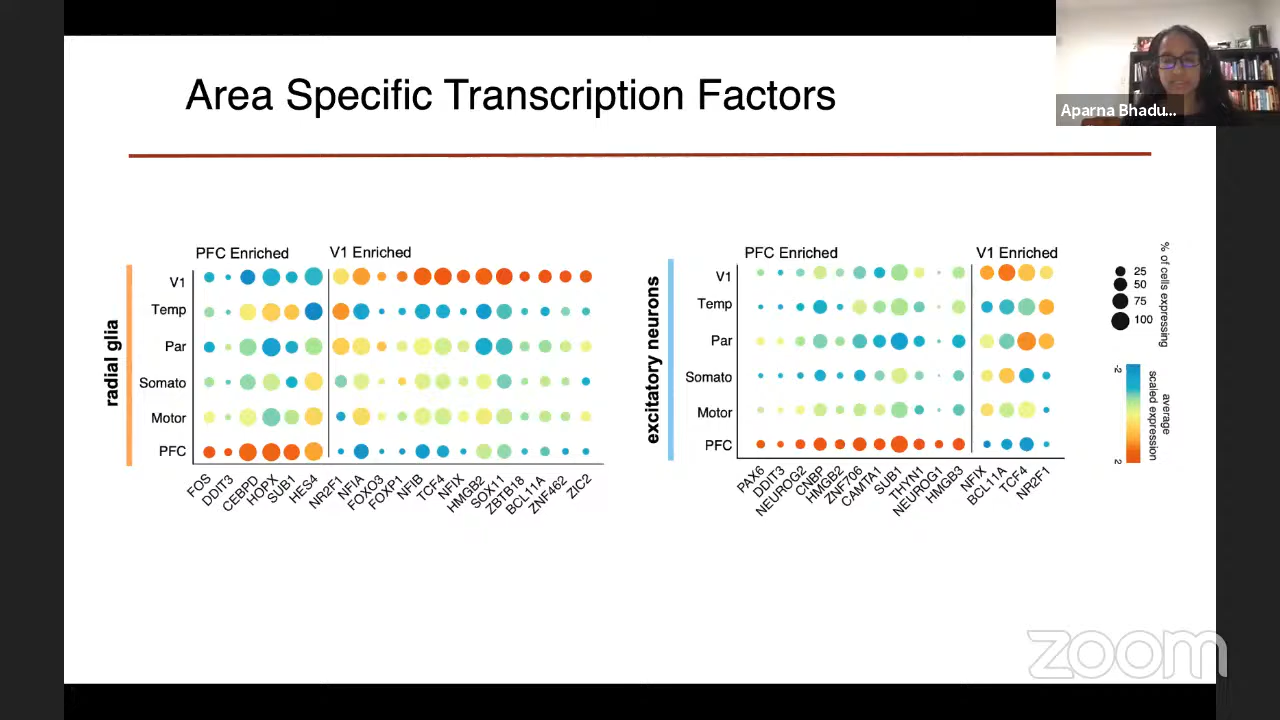 Area Specific Transcription Factors
Aparna Bhadu...
PFC Enriched
V1 Enriched
radial glia
V1
Temp
Par
Somato
Motor
PFC
FOS
DDIT3
CEBPD
HOPX
SUB1
HES4
NR2F1
NFIA
FOXO3
FOXP1
NFIB
TCF4
NFIX
HMGB2
SOX11
ZBTB18
BCL11A
ZNF462
ZIC2
PFC Enriched
V1 Enriched
excitatory neurons
V1
Temp
Par
Somato
Motor
PFC
PAX6
DDIT3
NEUROG2
CNBP
HMGB2
ZNF706
CAMTA1
SUB1
THYN1
NEUROG1
HMGB3
NFIX
BCL11A
TCF4
NR2F1
% of cells expressing
25
50
75
100
-2
2
average
scaled expression
zoom